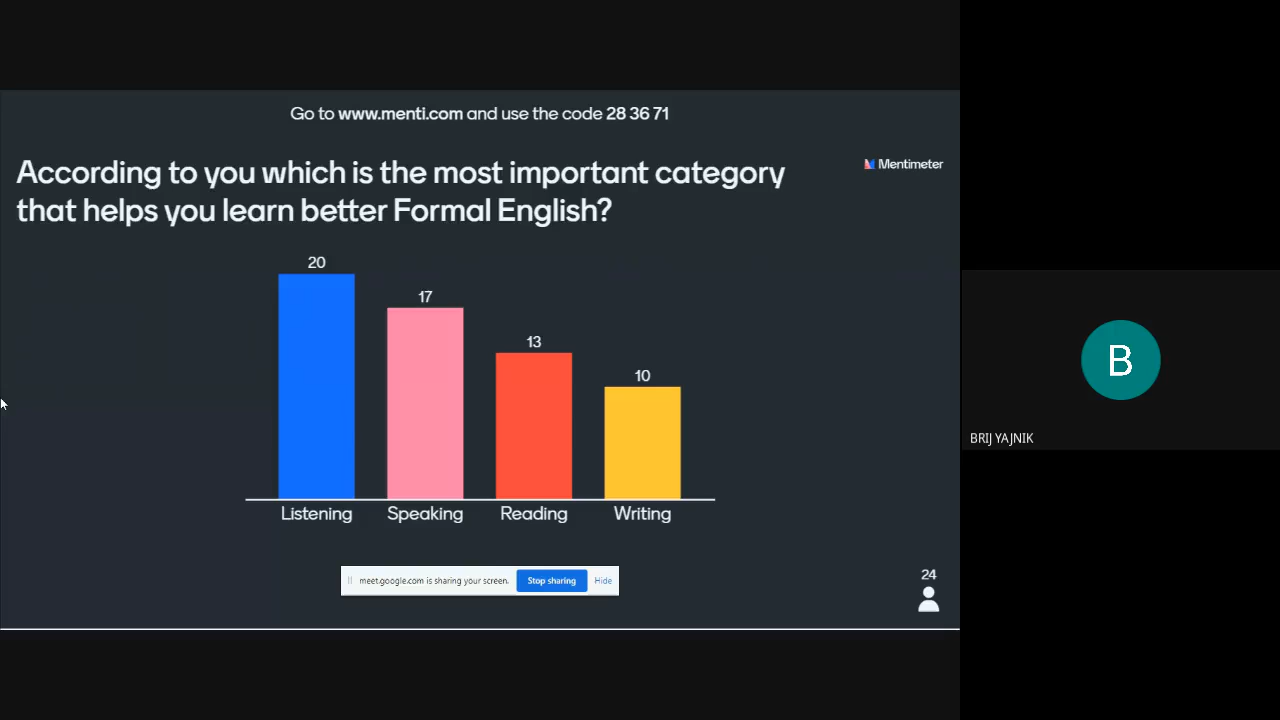 Go to www.menti.com and use the code 28 36 71
Mentimeter
According to you which is the most important category
that helps you learn better Formal English?
20
17
13
10
Listening
Speaking
Reading
Writing
meet.google.com is sharing your screen.
Stop sharing
Hide
24
B
BRIJ YAJNIK